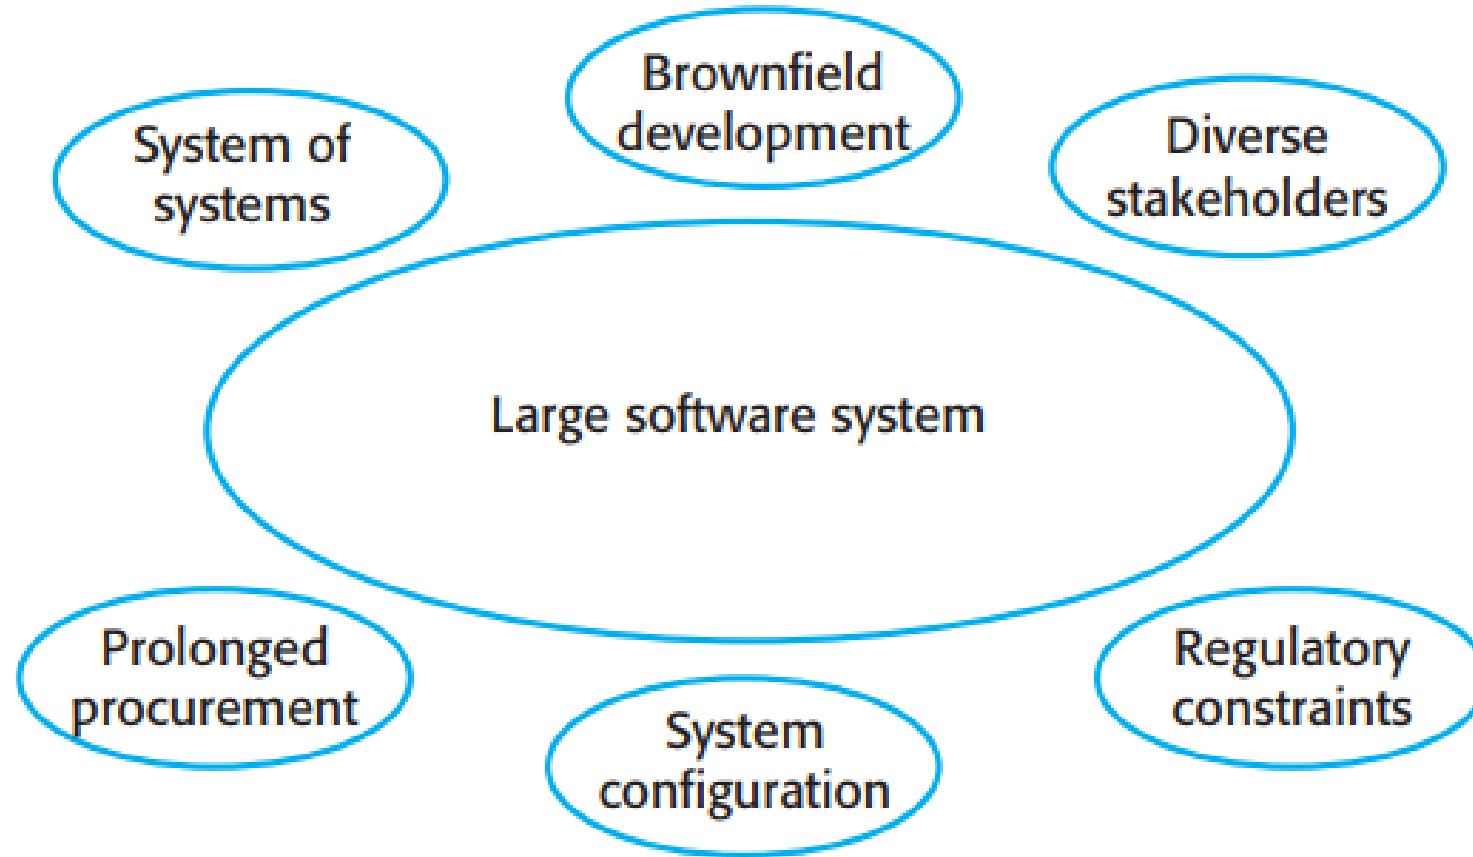 Brownfield
development
System of
systems
Diverse
stakeholders
Large software system
Prolonged
procurement
System
configuration
Regulatory
constraints